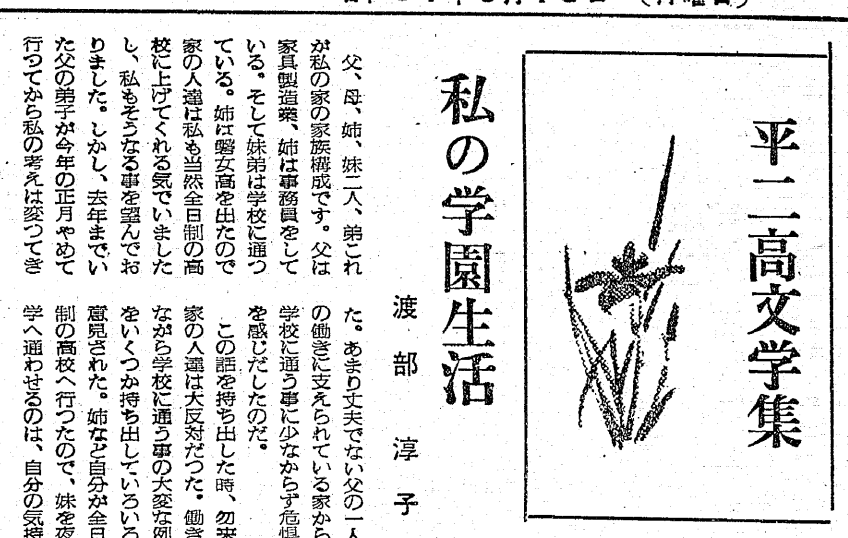 平二高文学集
私の学園生活
渡部淳子
父、母、姉、妹二人、弟これ
が私の家の家族構成です。父は
家具製造業、姉は事務員をして
いる。そして妹弟は学校に通つ
ている。姉は磐女高を出たので
家の人達は私も当然全日制の高
校に上げてくれる気でいました
し、私もそうなる事を望んでお
りました。しかし、去年までい
た父の弟子が今年の正月やめて
行つてから私の考えは変つてき
た。あまり丈夫でない父の一人
の働きに支えられている家から
学校に通う事に少なからず危惧
を感じだしたのだ。
この話を持ち出した時、勿来
家の人達は大反対だつた。働き
ながら学校に通う事の大変な例
をいくつか持ち出していろいろ
意見された。姉など自分が全日
制の高校へ行つたので、妹を夜
学へ通わせるのは、自分の気持